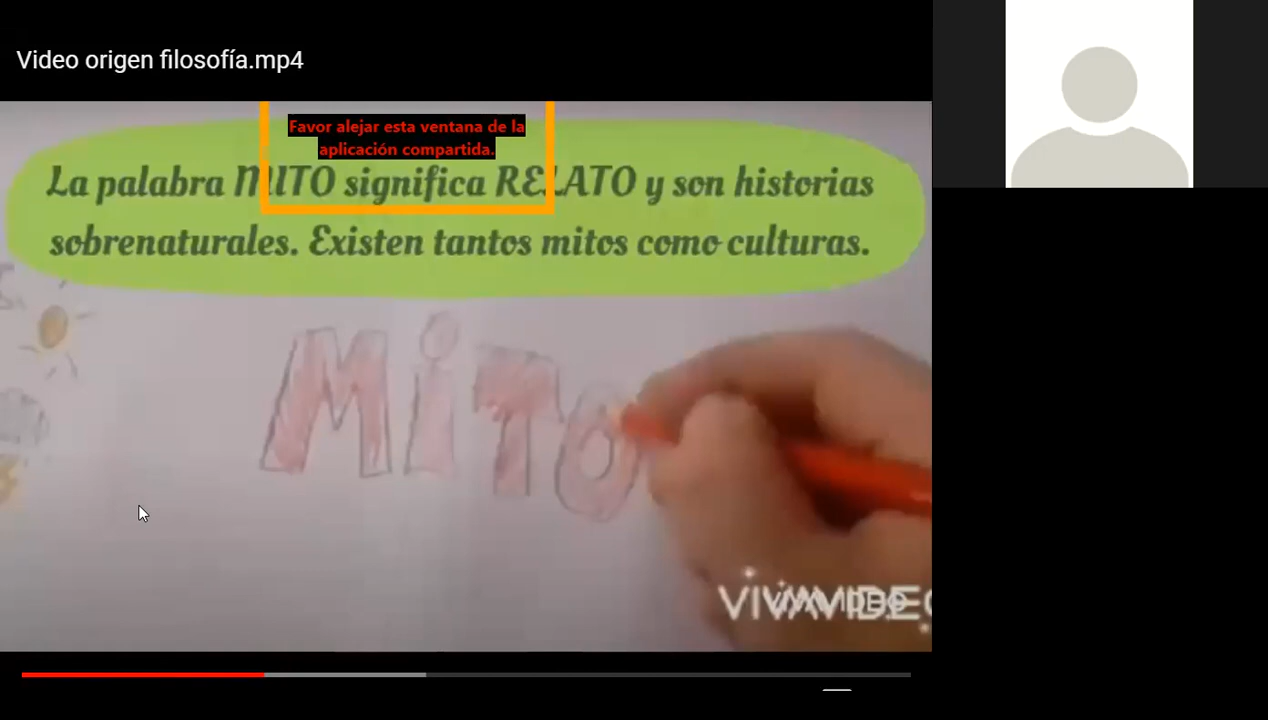 Video origen filosofía.mp4
Favor alejar esta ventana de la
aplicación compartida.
La palabra MITO significa RELATO y son historias
sobrenaturales. Existen tantos mitos como culturas.
MiTO
VIVAVIDEO